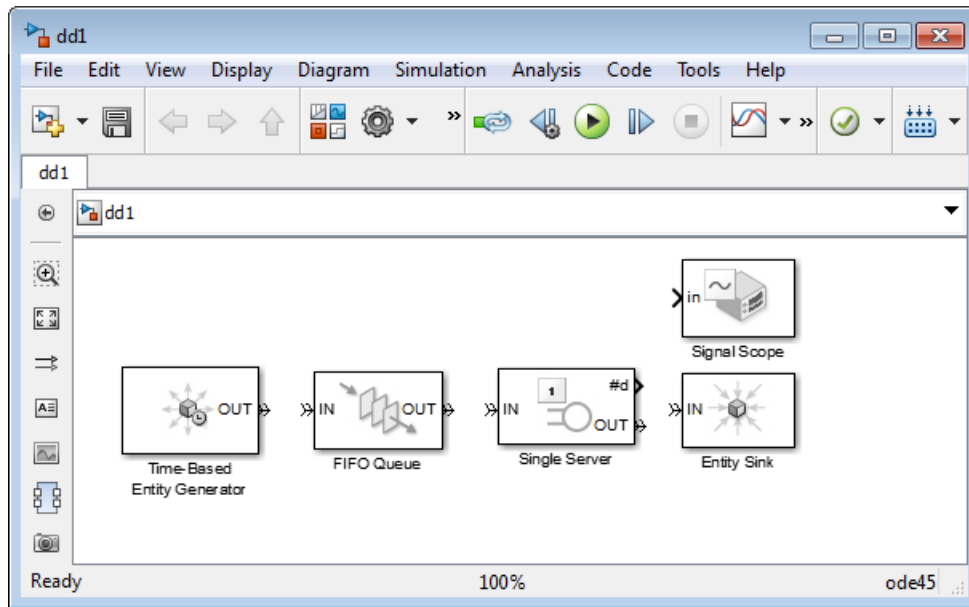 dd1
File Edit View Display Diagram Simulation Analysis Code Tools Help
» »
dd1
dd1
in
Signal Scope
OUT
Time-Based
Entity Generator
IN OUT
FIFO Queue
1 #d
IN OUT
Single Server
IN
Entity Sink
Ready 100% ode45